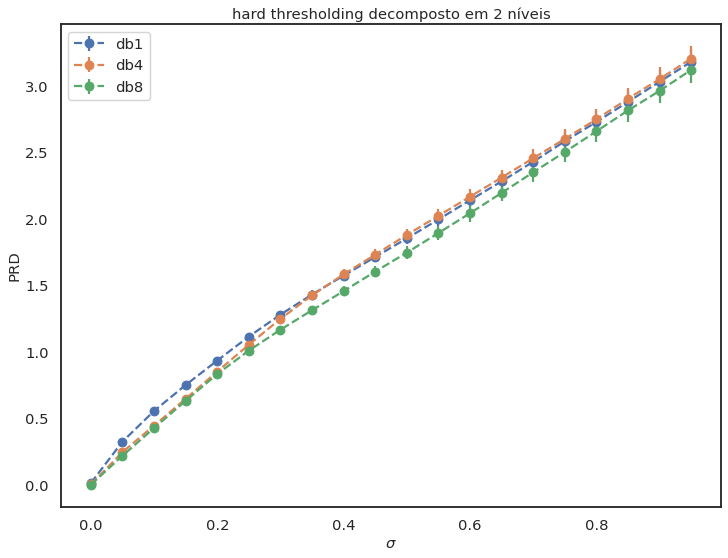 hard thresholding decomposto em 2 níveis
db1
db4
db8
PRD
3.0
2.5
2.0
1.5
1.0
0.5
0.0
0.0 0.2 0.4 0.6 0.8
σ